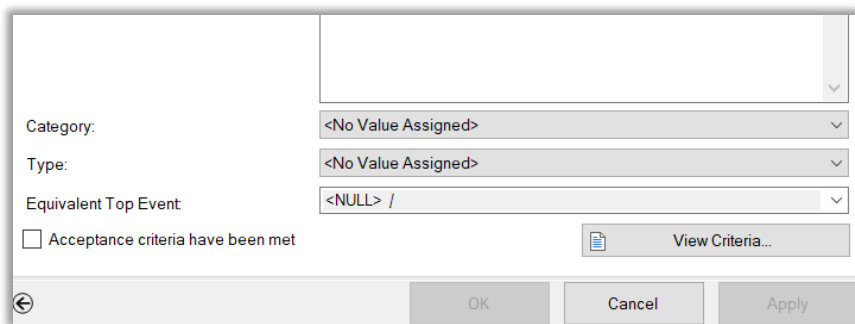 Category: <No Value Assigned>
Type: <No Value Assigned>
Equivalent Top Event: <NULL> /
Acceptance criteria have been met View Criteria...
OK Cancel Apply